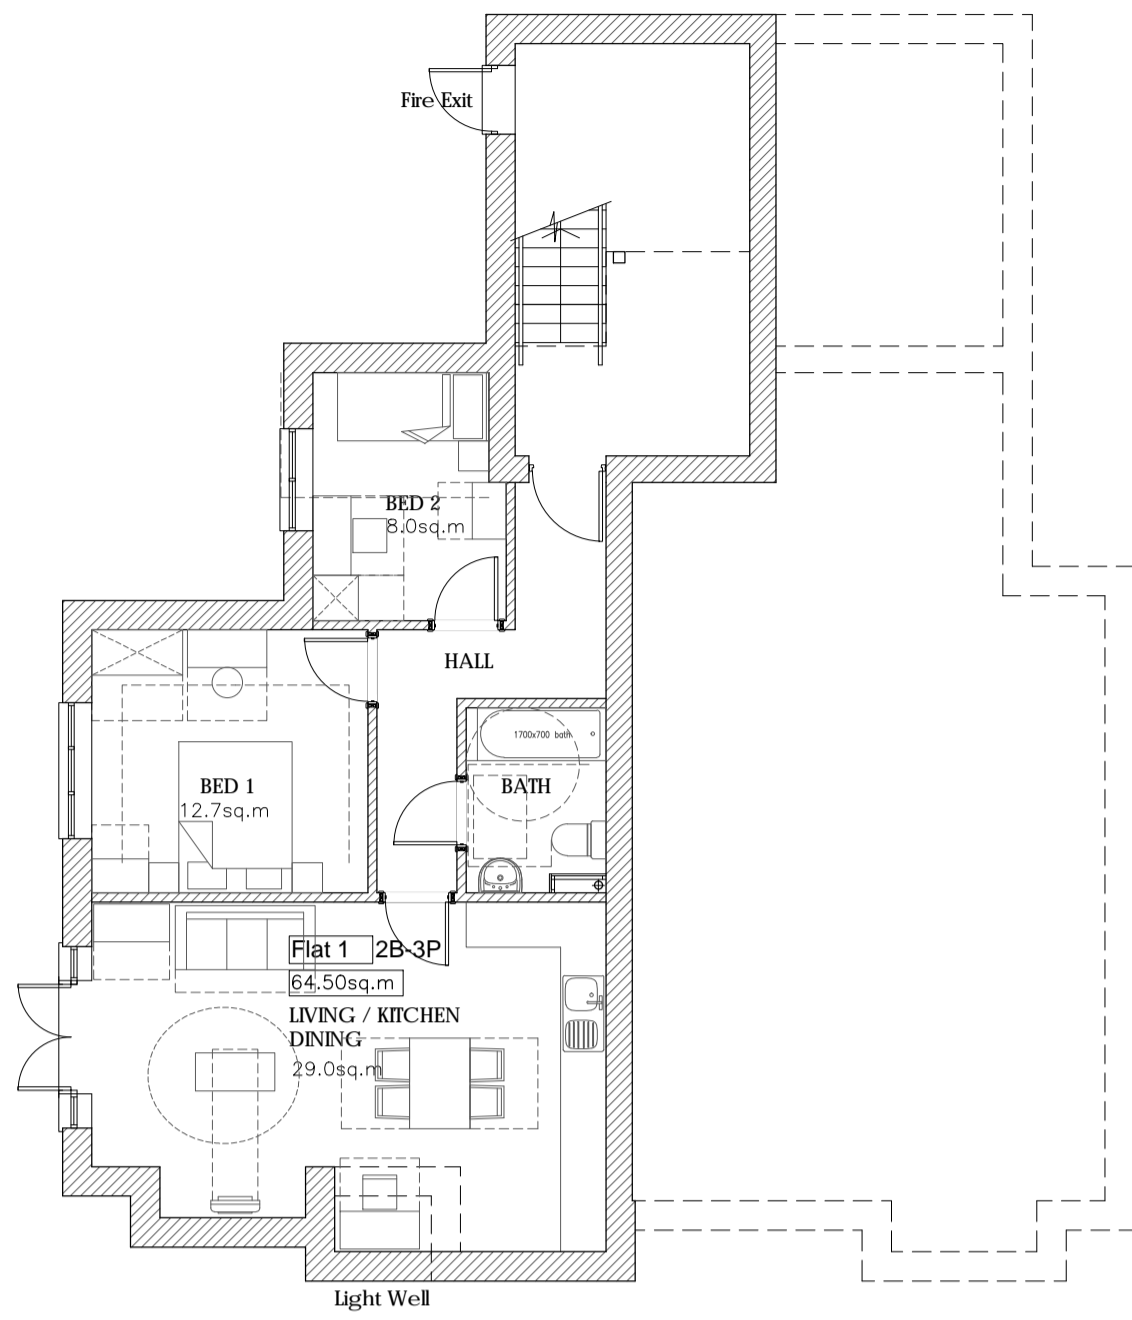 Fire Exit
BED 2
8.0sq.m
HALL
1700x700 bath
BED 1
12.7sq.m
BATH
Flat 1 2B-3P
64.50sq.m
LIVING / KITCHEN
DINING
29.0sq.m
Light Well